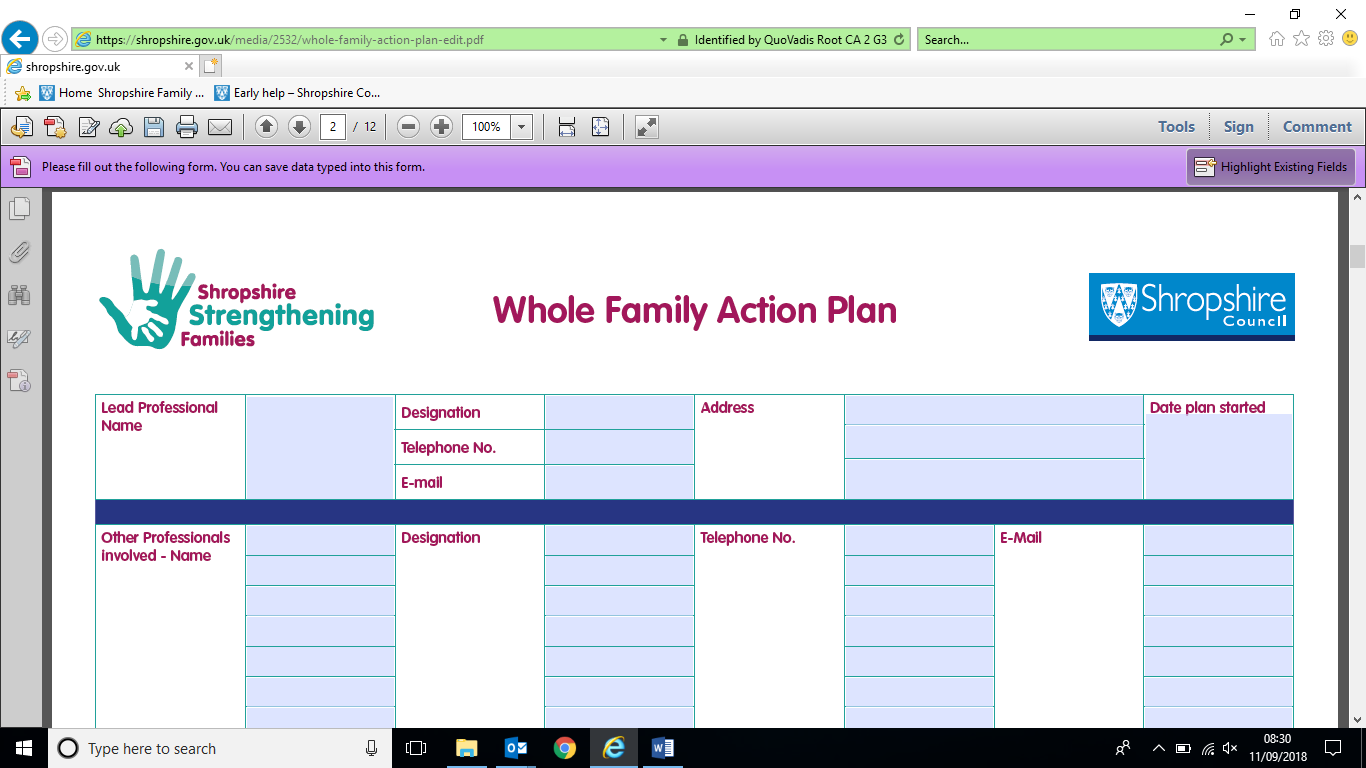 https://shropshire.gov.uk/media/2532/whole-family-action-plan-edit.pdf
Identified by QuoVadis Root CA 2 G3
Search...
shropshire.gov.uk
Home Shropshire Family ...
Early help – Shropshire Co...
2 / 12
100%
Tools
Sign
Comment
Please fill out the following form. You can save data typed into this form.
Highlight Existing Fields
Shropshire
Strengthening
Families
Whole Family Action Plan
Shropshire
Council
Lead Professional
Name
Designation
Telephone No.
E-mail
Address
Date plan started
Other Professionals
involved - Name
Designation
Telephone No.
E-Mail
Type here to search
08:30
11/09/2018